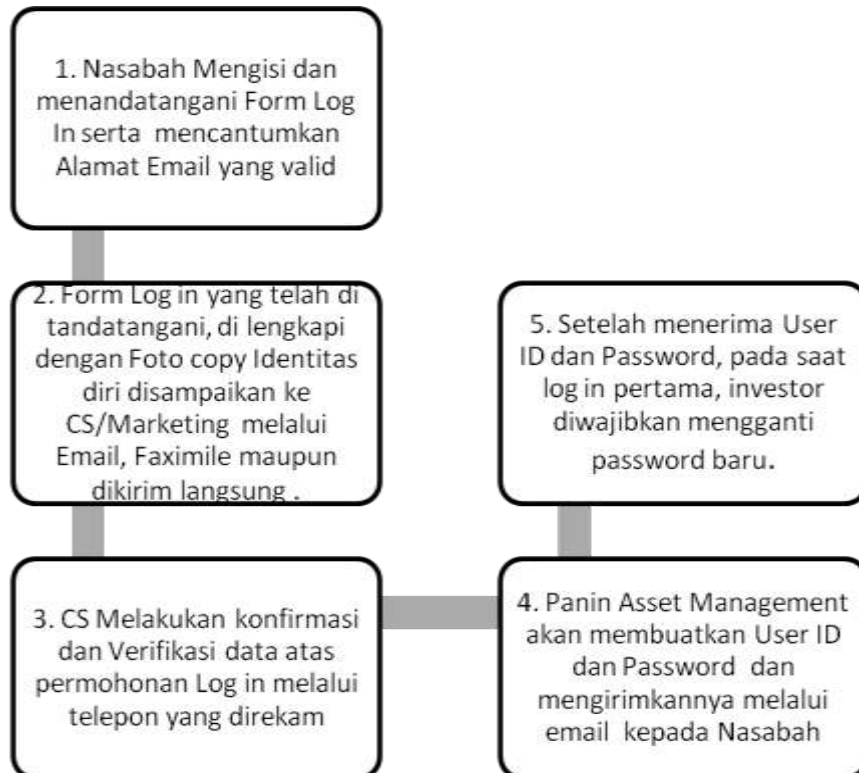 1. Nasabah Mengisi dan
menandatangani Form Log
In serta mencantumkan
Alamat Email yang valid
2. Form Log in yang telah di
tandatangani, di lengkapi
dengan Foto copy Identitas
diri disampaikan ke
CS/Marketing melalui
Email, Faximile maupun
dikirim langsung .
3. CS Melakukan konfirmasi
dan Verifikasi data atas
permohonan Log in melalui
telepon yang direkam
4. Panin Asset Management
akan membuatkan User ID
dan Password dan
mengirimkannya melalui
email kepada Nasabah
5. Setelah menerima User
ID dan Password, pada saat
log in pertama, investor
diwajibkan mengganti
password baru.